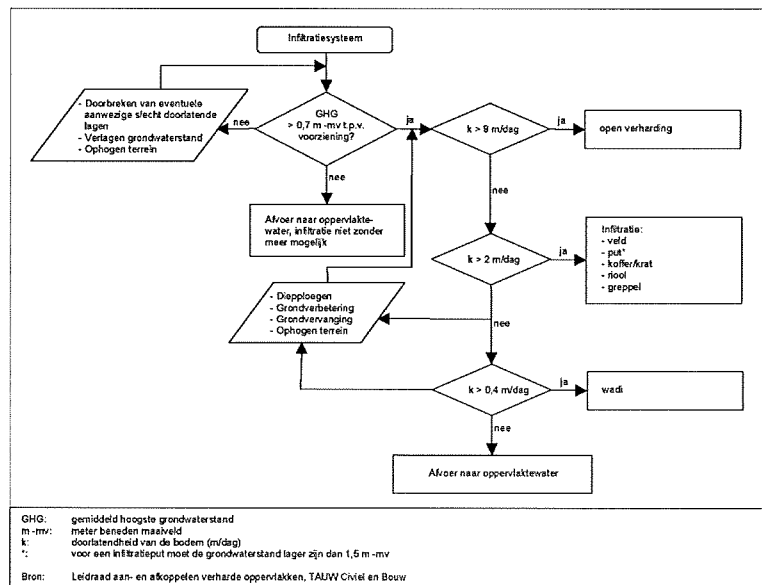 Infiltratiesysteem
- Doorbreken van eventuele
aanwezige slecht doorlatende
lagen
- Verlagen grondwaterstand
- Ophogen terrein
nee
GHG
> 0,7 m -mv t.p.v.
voorziening?
ja
k > 9 m/dag
ja
open verharding
nee
nee
Afvoer naar oppervlakte-
water, infiltratie niet zonder
meer mogelijk
k > 2 m/dag
ja
Infiltratie:
- veld
- put*
- koffer/krat
- riool
- greppel
- Diepploegen
- Grondverbetering
- Grondvervanging
- Ophogen terrein
nee
k > 0,4 m/dag
ja
wadi
nee
Afvoer naar oppervlaktewater
GHG: gemiddeld hoogste grondwaterstand
m -mv: meter beneden maaiveld
k: doorlatendheid van de bodem (m/dag)
*: voor een infiltratieput moet de grondwaterstand lager zijn dan 1,5 m -mv
Bron: Leidraad aan- en afkoppelen verharde oppervlakken, TAUW Civiel en Bouw